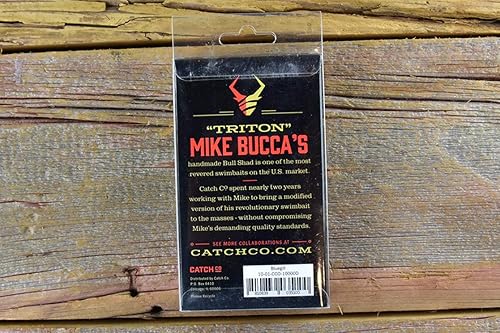 "TRITON"
MIKE BUCCA'S
handmade Bull Shad is one of the most
revered swimbaits on the U.S. market.
Catch Co spent nearly two years
working with Mike to bring a modified
version of his revolutionary swimbait
to the masses - without compromising
Mike's demanding quality standards.
SEE MORE COLLABORATIONS AT
CATCHCO.COM
CATCH CO
Distributed by Catch Co.
P.O. Box
Please Recycle
Bluegill